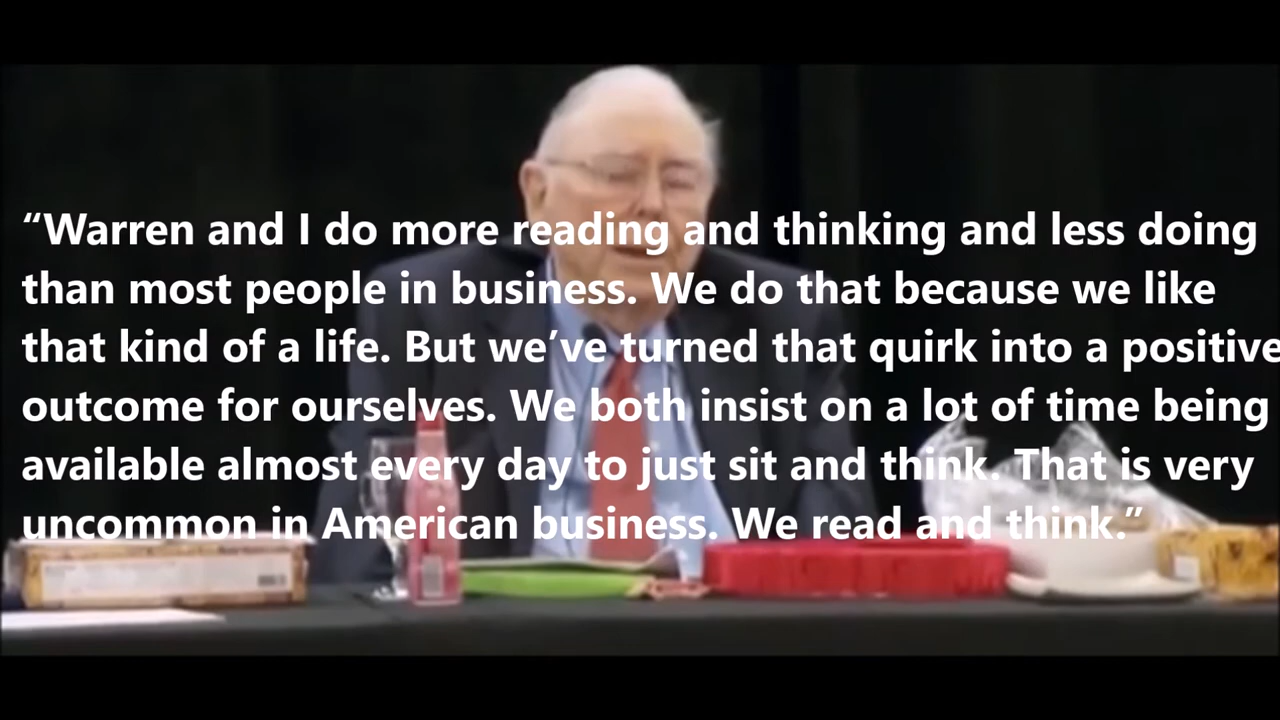 “Warren and I do more reading and thinking and less doing
than most people in business. We do that because we like
that kind of a life. But we’ve turned that quirk into a positive
outcome for ourselves. We both insist on a lot of time being
available almost every day to just sit and think. That is very
uncommon in American business. We read and think.”